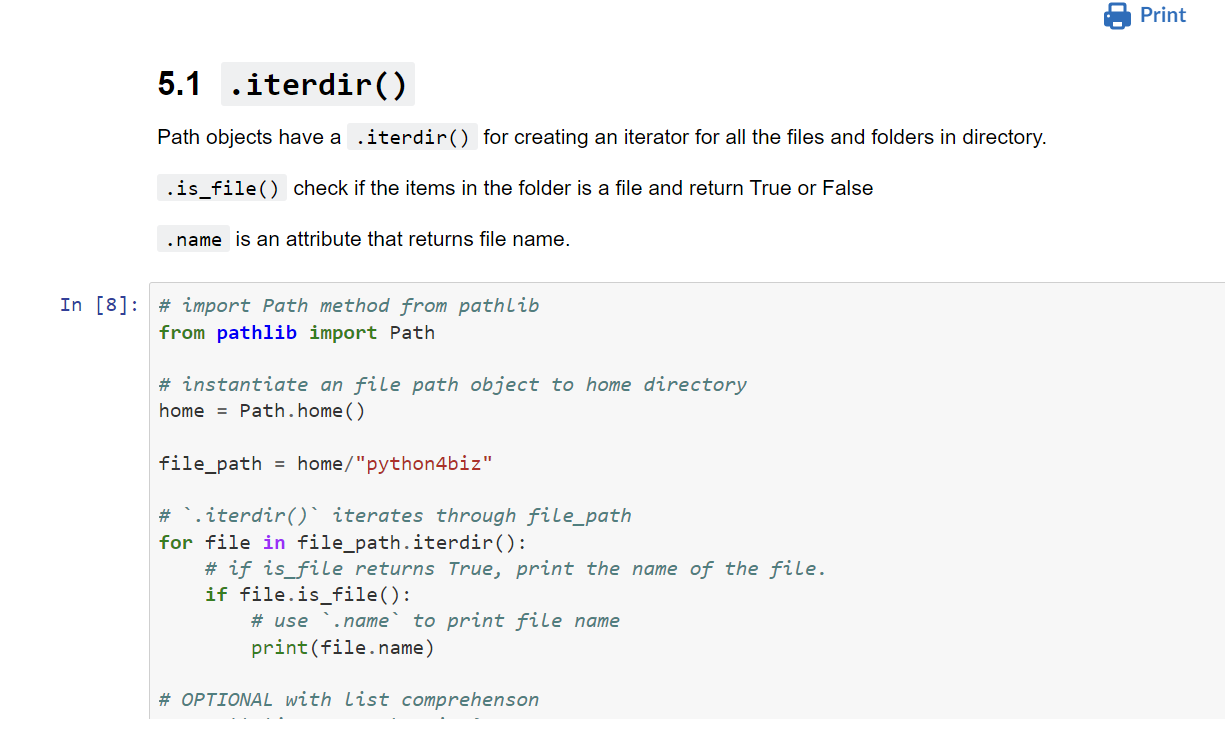 Print
5.1 .iterdir()
Path objects have a .iterdir() for creating an iterator for all the files and folders in directory.
.is_file() check if the items in the folder is a file and return True or False
.name is an attribute that returns file name.
In [8]: # import Path method from pathlib
from pathlib import Path
# instantiate an file path object to home directory
home = Path.home()
file_path = home/"python4biz"
# `.iterdir()` iterates through file_path
for file in file_path.iterdir():
    # if is_file returns True, print the name of the file.
    if file.is_file():
        # use `.name` to print file name
        print(file.name)
# OPTIONAL with list comprehenson